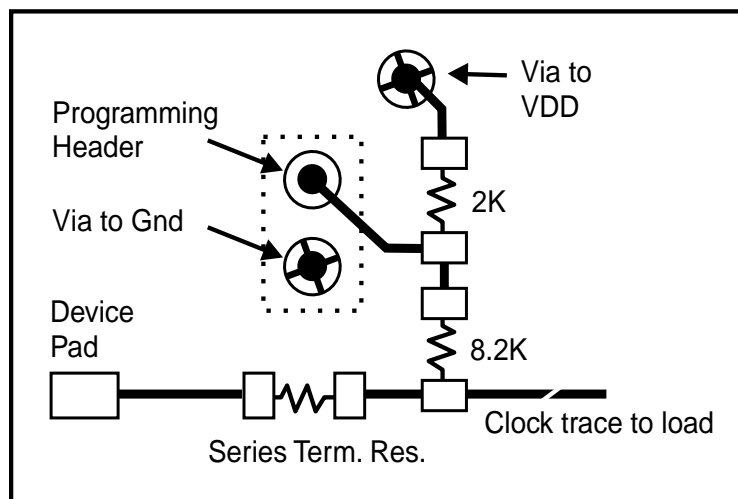 Via to
VDD
Programming
Header
2K
Via to Gnd
Device
Pad
8.2K
Clock trace to load
Series Term. Res.